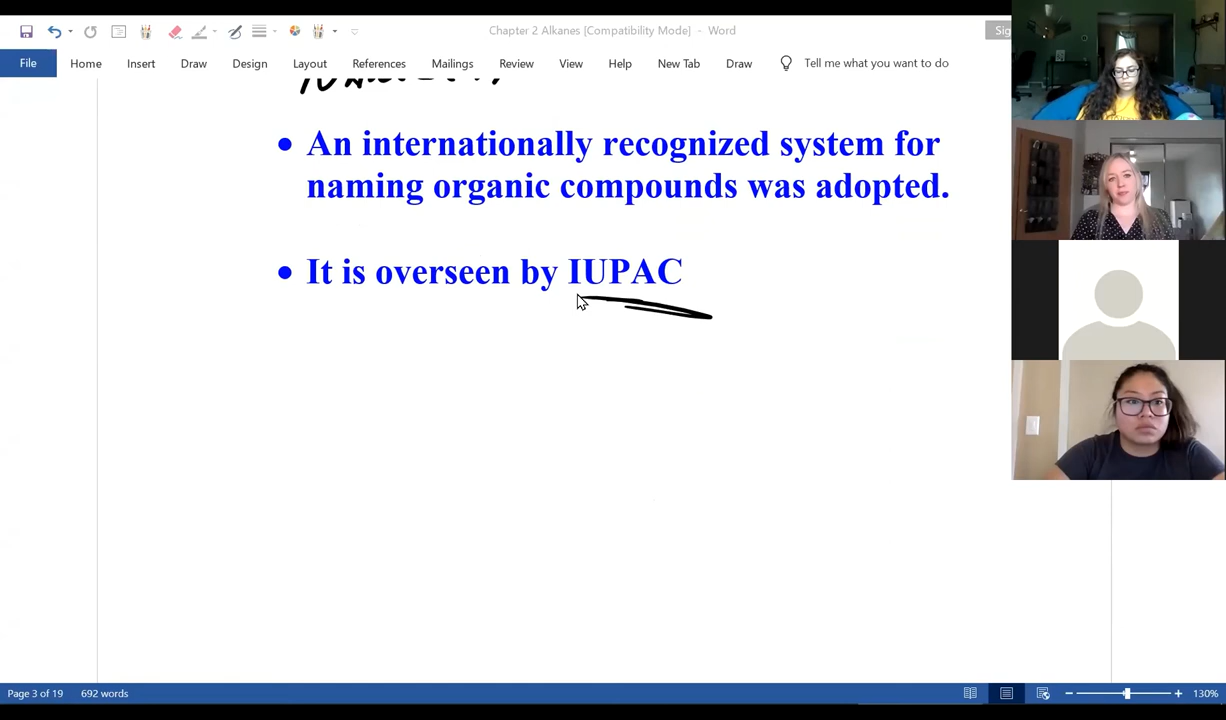 Chapter 2 Alkanes [Compatibility Mode] - Word
File Home Insert Draw Design Layout References Mailings Review View Help New Tab Draw Tell me what you want to do
• An internationally recognized system for
naming organic compounds was adopted.
• It is overseen by IUPAC
Page 3 of 19 692 words 130%